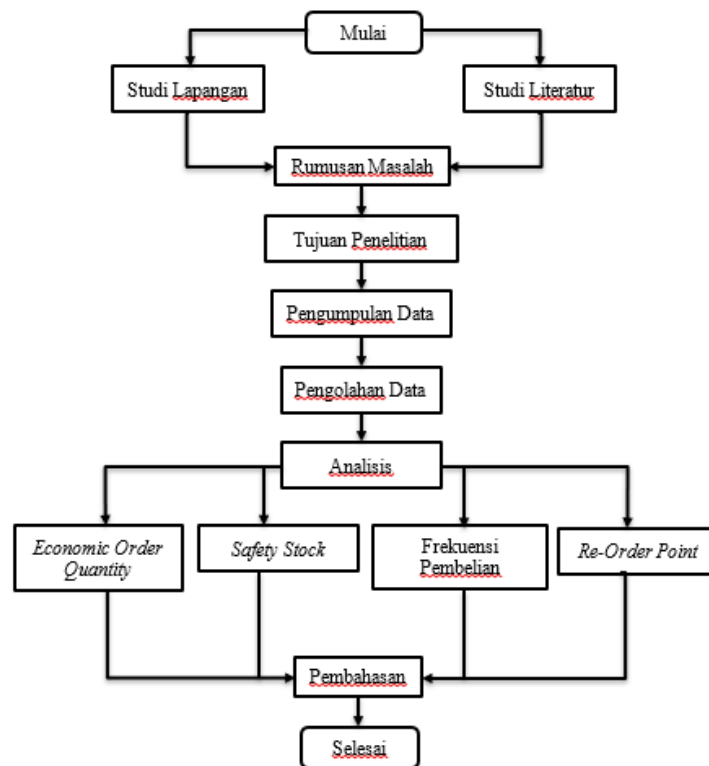 Mulai
Studi Lapangan
Studi Literatur
Rumusan Masalah
Tujuan Penelitian
Pengumpulan Data
Pengolahan Data
Analisis
Economic Order
Quantity
Safety Stock
Frekuensi
Pembelian
Re-Order Point
Pembahasan
Selesai